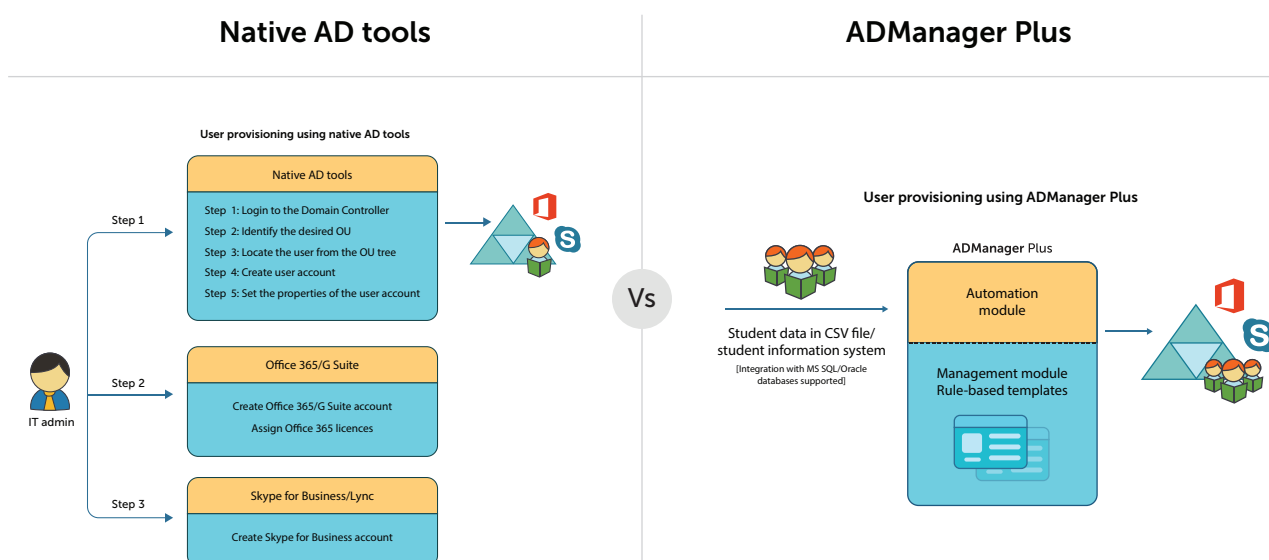 Native AD tools
ADManager Plus
User provisioning using native AD tools
Native AD tools
Step 1: Login to the Domain Controller
Step 2: Identify the desired OU
Step 3: Locate the user from the OU tree
Step 4: Create user account
Step 5: Set the properties of the user account
Step 1
S
Office 365/G Suite
Create Office 365/G Suite account
Assign Office 365 licences
Step 2
IT admin
Skype for Business/Lync
Create Skype for Business account
Step 3
Vs
User provisioning using ADManager Plus
Student data in CSV file/
student information system
[Integration with MS SQL/Oracle
databases supported]
ADManager Plus
Automation
module
Management module
Rule-based templates
S